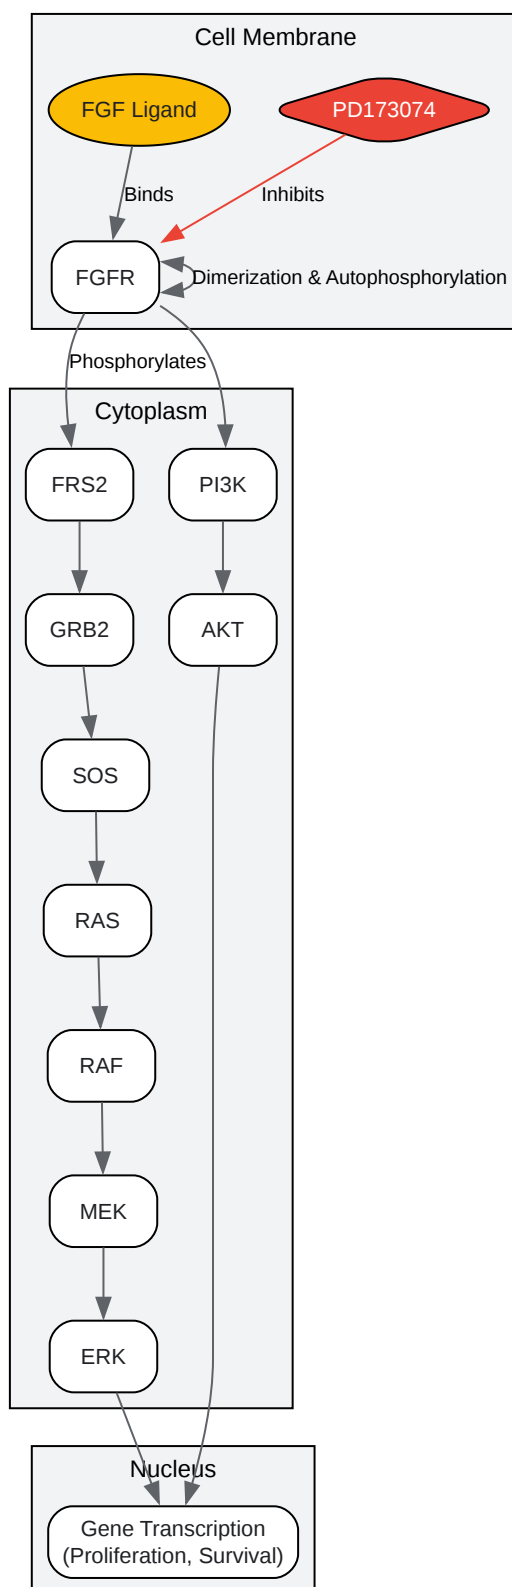 Cell Membrane
FGF Ligand
PD173074
Binds
Inhibits
FGFR
Dimerization & Autophosphorylation
Phosphorylates
Cytoplasm
FRS2
PI3K
GRB2
AKT
SOS
RAS
RAF
MEK
ERK
Nucleus
Gene Transcription
(Proliferation, Survival)